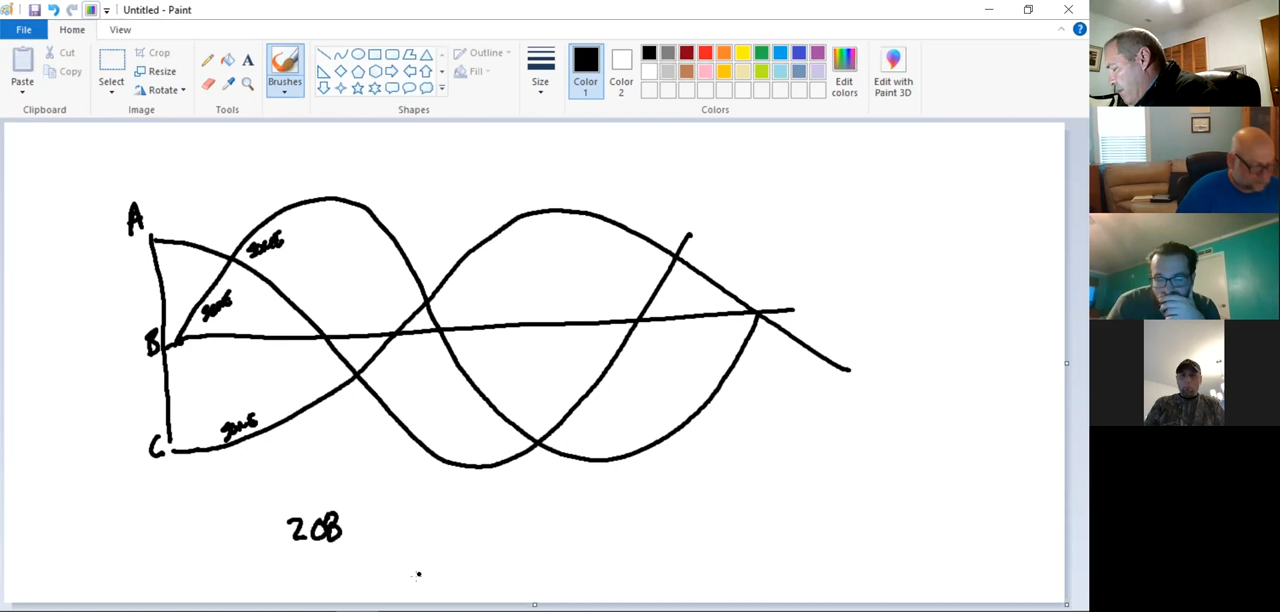 Untitled - Paint
File
Home
View
Paste
Cut
Copy
Clipboard
Select
Crop
Resize
Rotate
Image
Tools
Brushes
Shapes
Outline
Fill
Size
Color 1
Color 2
Edit colors
Colors
Edit with Paint 3D
A
B
C
208